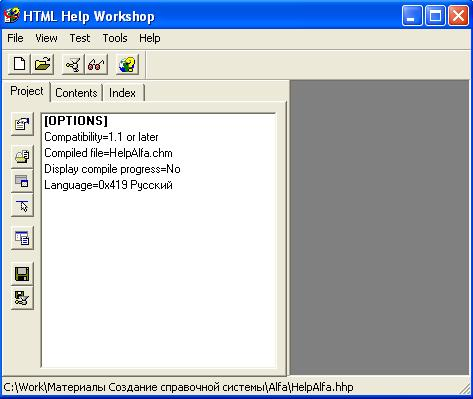 HTML Help Workshop
File View Test Tools Help
Project Contents Index
[OPTIONS]
Compatibility=1.1 or later
Compiled file=HelpAlfa.chm
Display compile progress=No
Language=0x419 Русский
C:\Work\Материалы Создание справочной системы\Alfa\HelpAlfa.hhp